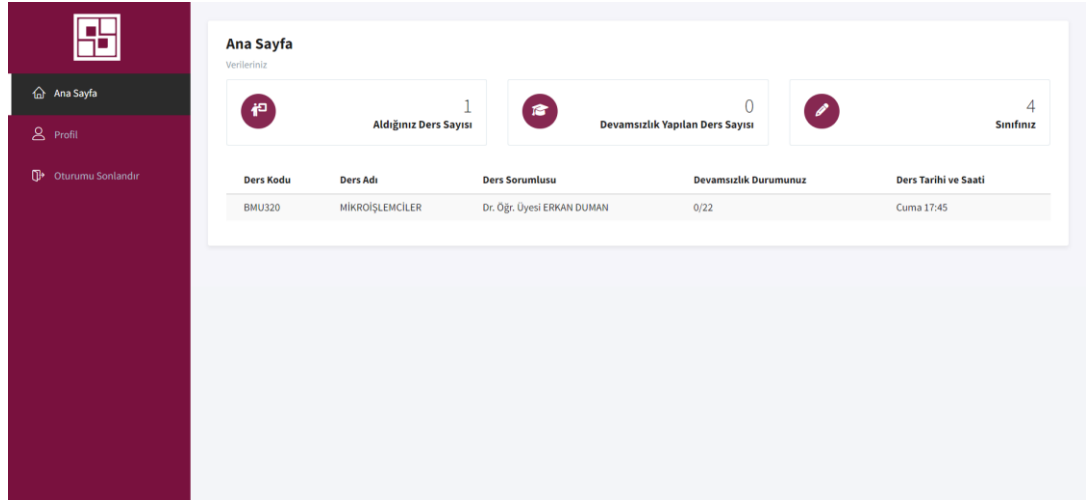 Ana Sayfa
Profil
Oturumu Sonlandır
Ana Sayfa
Verileriniz
1
Aldığınız Ders Sayısı
0
Devamsızlık Yapılan Ders Sayısı
4
Sınıfınız
Ders Kodu Ders Adı Ders Sorumlusu Devamsızlık Durumunuz Ders Tarihi ve Saati
BMU320 MİKROİŞLEMCİLER Dr. Öğr. Üyesi ERKAN DUMAN 0/22 Cuma 17:45